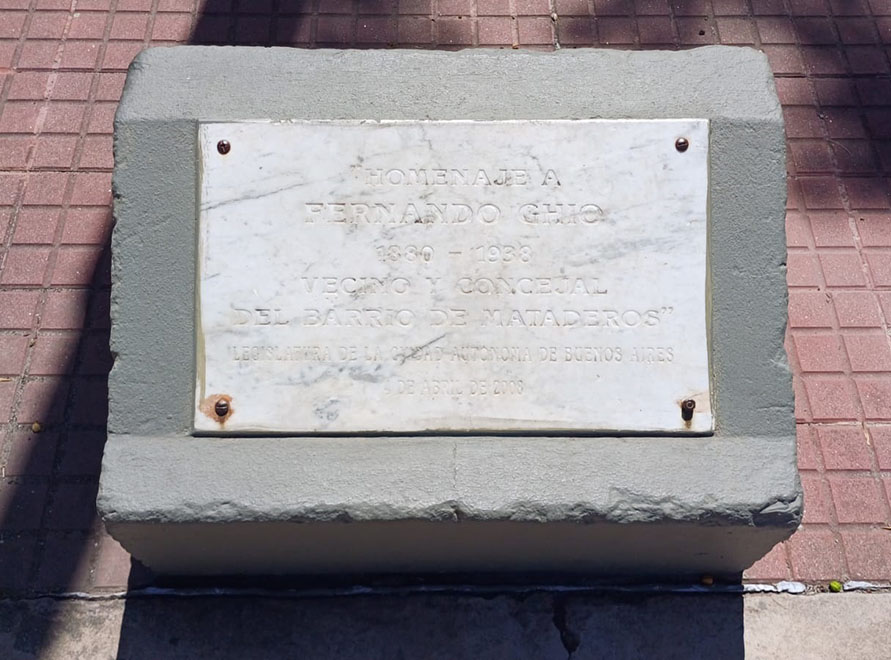 "HOMENAJE A
FERNANDO GHIO
1880 - 1938
VECINO Y CONCEJAL
DEL BARRIO DE MATADEROS"
LEGISLATURA DE LA CIUDAD AUTONOMA DE BUENOS AIRES
DE ABRIL DE